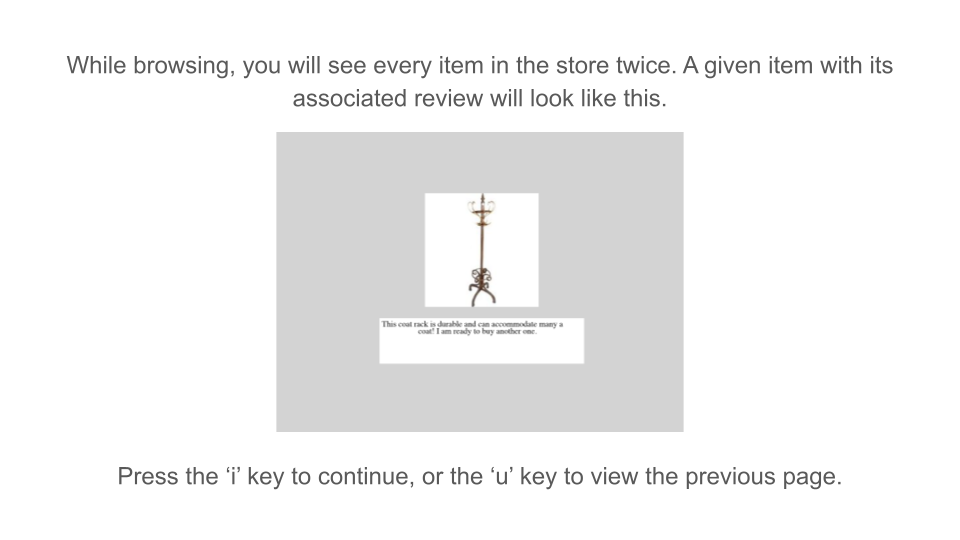 While browsing, you will see every item in the store twice. A given item with its
associated review will look like this.
This coat rack is durable and can accommodate many a
coat! I am ready to buy another one.
Press the ‘i’ key to continue, or the ‘u’ key to view the previous page.